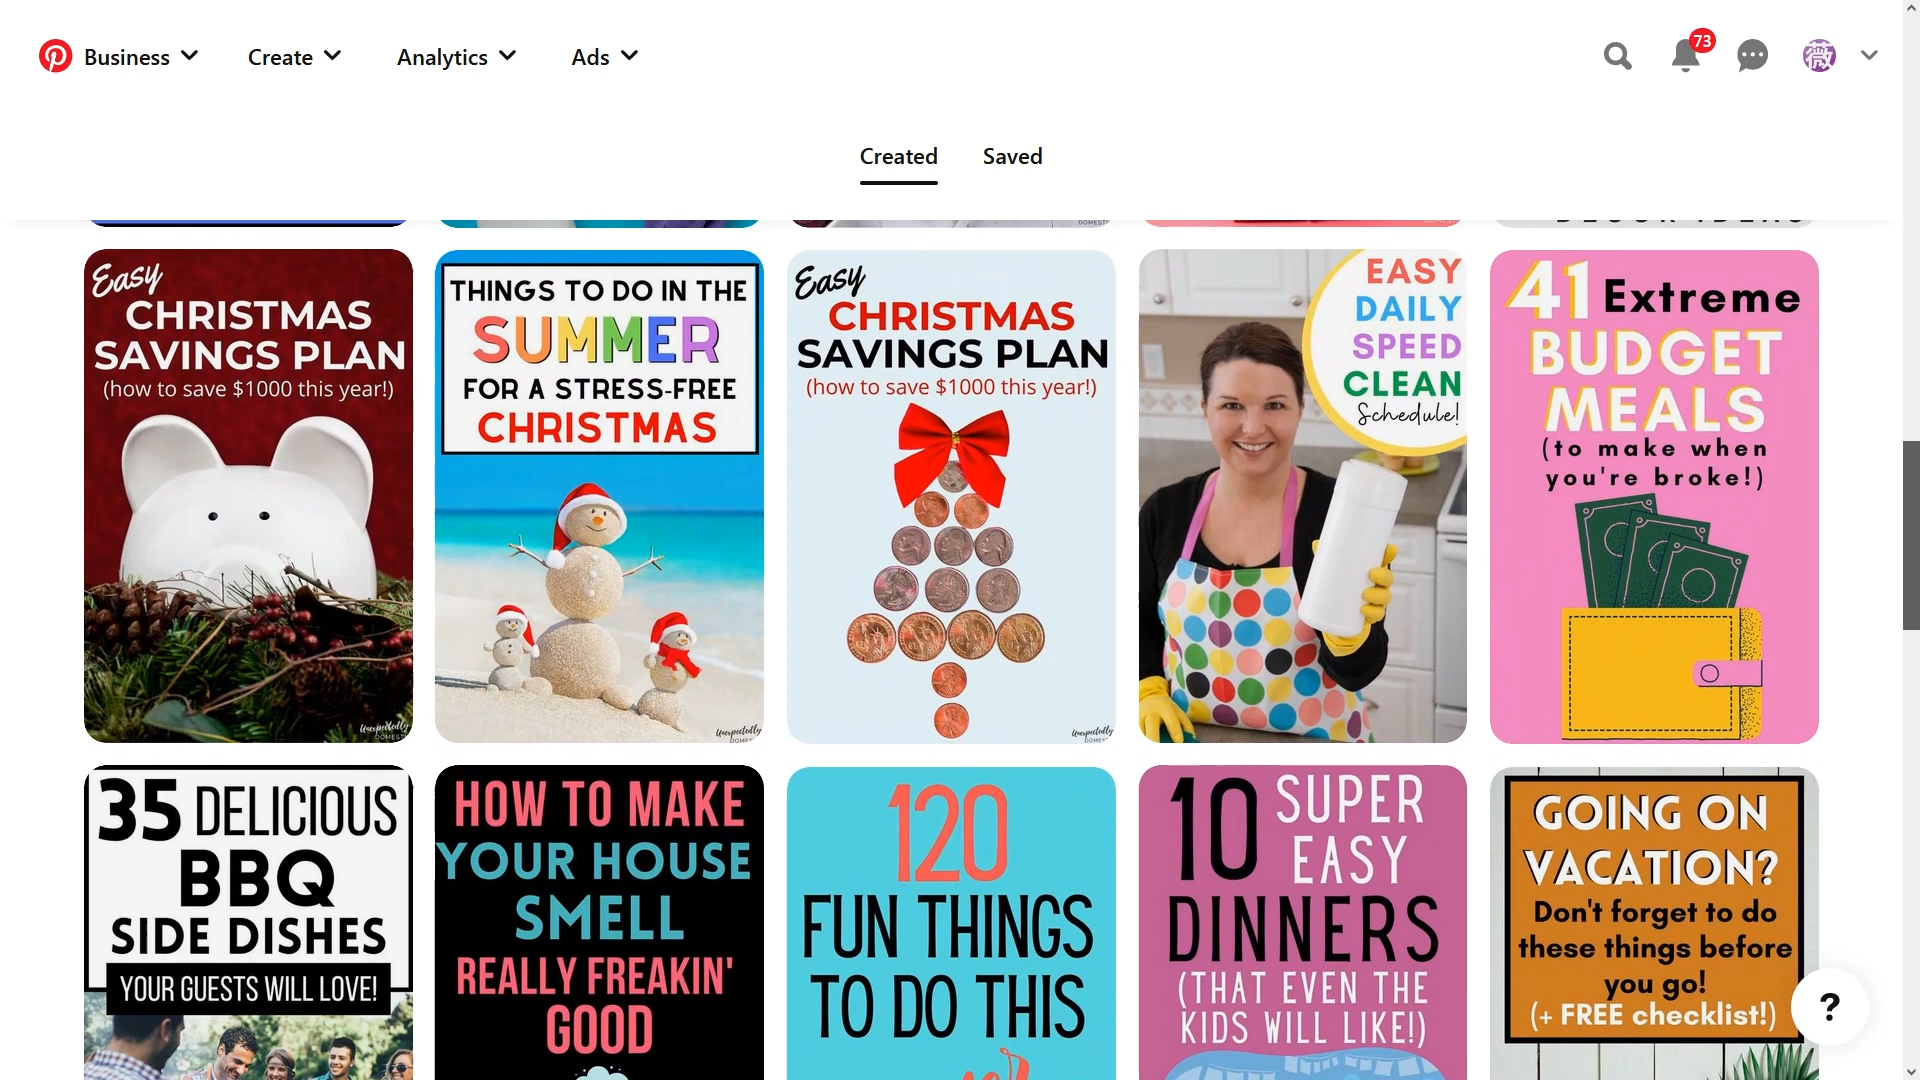 Business
Create
Analytics
Ads
73
薇
Created
Saved
Easy
CHRISTMAS
SAVINGS PLAN
(how to save $1000 this year!)
Unexpectedly
THINGS TO DO IN THE
SUMMER
FOR A STRESS-FREE
CHRISTMAS
Unexpectedly
Easy
CHRISTMAS
SAVINGS PLAN
(how to save $1000 this year!)
Unexpectedly
EASY
DAILY
SPEED
CLEAN
Schedule!
41 Extreme
BUDGET
MEALS
(to make when
you're broke!)
35 DELICIOUS
BBQ
SIDE DISHES
YOUR GUESTS WILL LOVE!
HOW TO MAKE
YOUR HOUSE
SMELL
REALLY FREAKIN'
GOOD
120
FUN THINGS
TO DO THIS
10 SUPER
EASY
DINNERS
(THAT EVEN THE
KIDS WILL LIKE!)
GOING ON
VACATION?
Don't forget to do
these things before
you go!
(+ FREE checklist!)
?